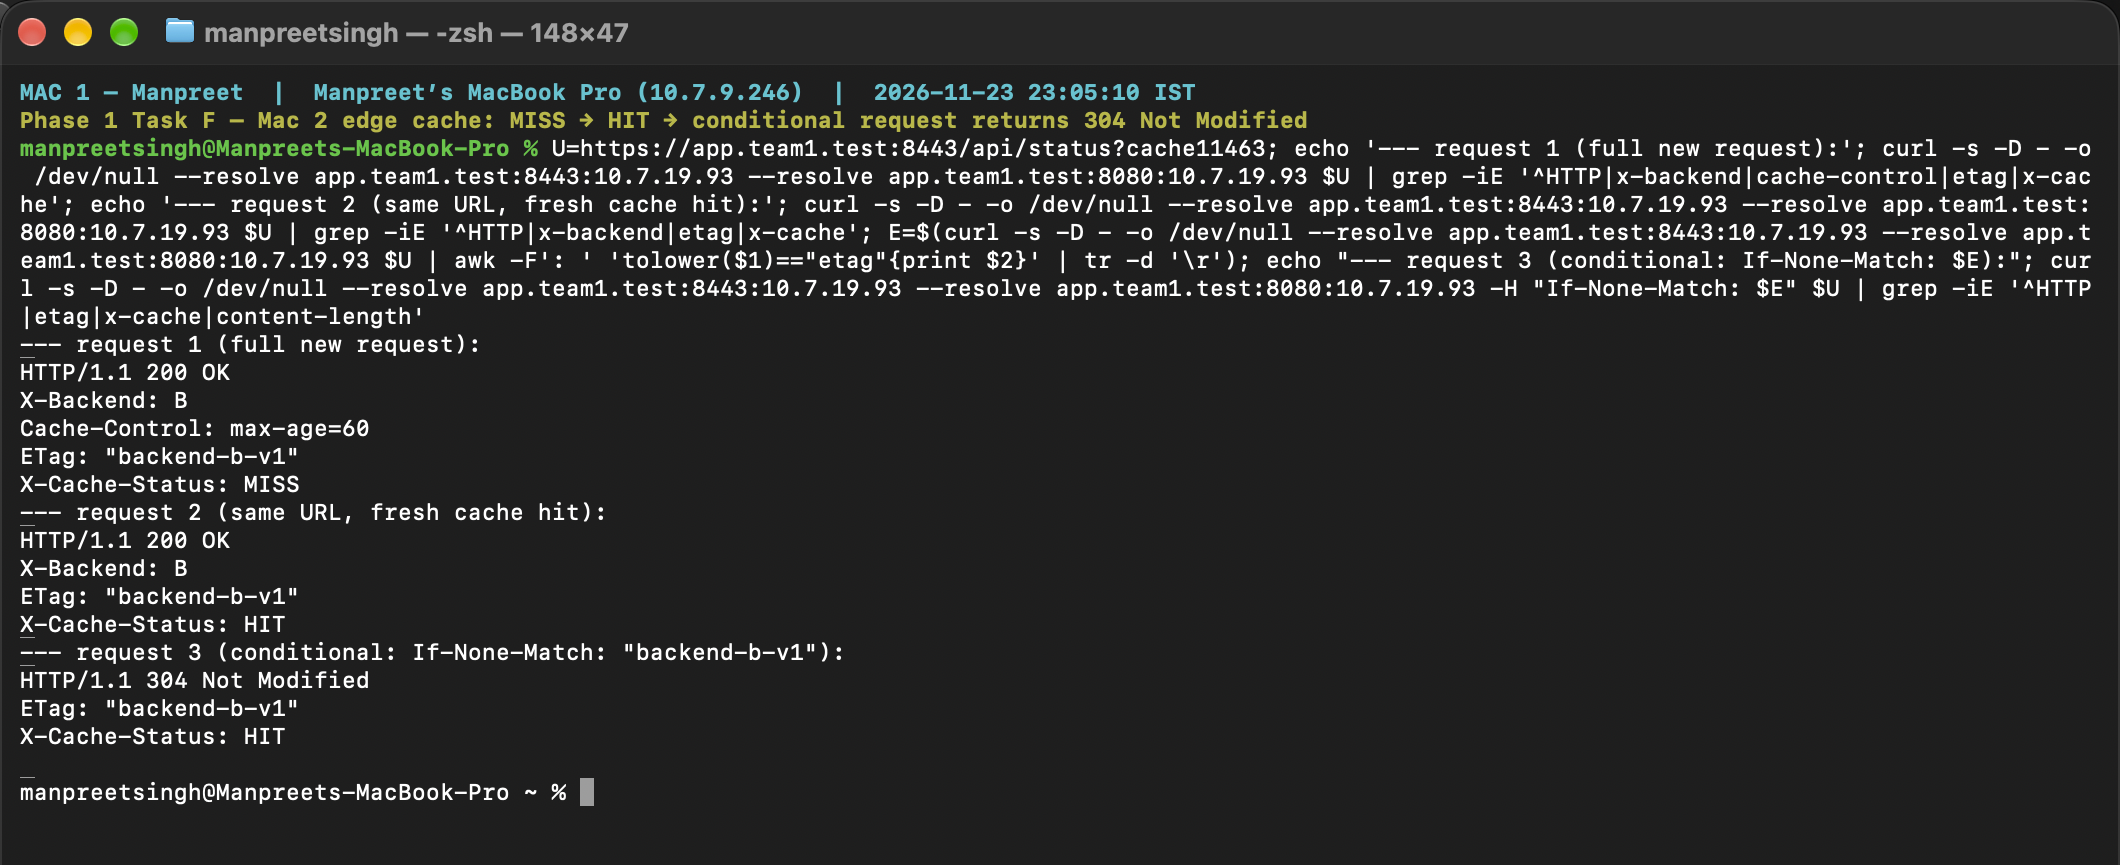 manpreetsingh — -zsh — 148×47
MAC 1 — Manpreet  |  Manpreet’s MacBook Pro (10.7.9.246)  |  2026-11-23 23:05:10 IST
Phase 1 Task F — Mac 2 edge cache: MISS → HIT → conditional request returns 304 Not Modified
manpreetsingh@Manpreets-MacBook-Pro % U=https://app.team1.test:8443/api/status?cache11463; echo '--- request 1 (full new request):'; curl -s -D - -o
 /dev/null --resolve app.team1.test:8443:10.7.19.93 --resolve app.team1.test:8080:10.7.19.93 $U | grep -iE '^HTTP|x-backend|cache-control|etag|x-cac
he'; echo '--- request 2 (same URL, fresh cache hit):'; curl -s -D - -o /dev/null --resolve app.team1.test:8443:10.7.19.93 --resolve app.team1.test:
8080:10.7.19.93 $U | grep -iE '^HTTP|x-backend|etag|x-cache'; E=$(curl -s -D - -o /dev/null --resolve app.team1.test:8443:10.7.19.93 --resolve app.t
eam1.test:8080:10.7.19.93 $U | awk -F': ' 'tolower($1)=="etag"{print $2}' | tr -d '\r'); echo "--- request 3 (conditional: If-None-Match: $E):"; cur
l -s -D - -o /dev/null --resolve app.team1.test:8443:10.7.19.93 --resolve app.team1.test:8080:10.7.19.93 -H "If-None-Match: $E" $U | grep -iE '^HTTP
|etag|x-cache|content-length'
--- request 1 (full new request):
HTTP/1.1 200 OK
X-Backend: B
Cache-Control: max-age=60
ETag: "backend-b-v1"
X-Cache-Status: MISS
--- request 2 (same URL, fresh cache hit):
HTTP/1.1 200 OK
X-Backend: B
ETag: "backend-b-v1"
X-Cache-Status: HIT
--- request 3 (conditional: If-None-Match: "backend-b-v1"):
HTTP/1.1 304 Not Modified
ETag: "backend-b-v1"
X-Cache-Status: HIT
manpreetsingh@Manpreets-MacBook-Pro ~ %